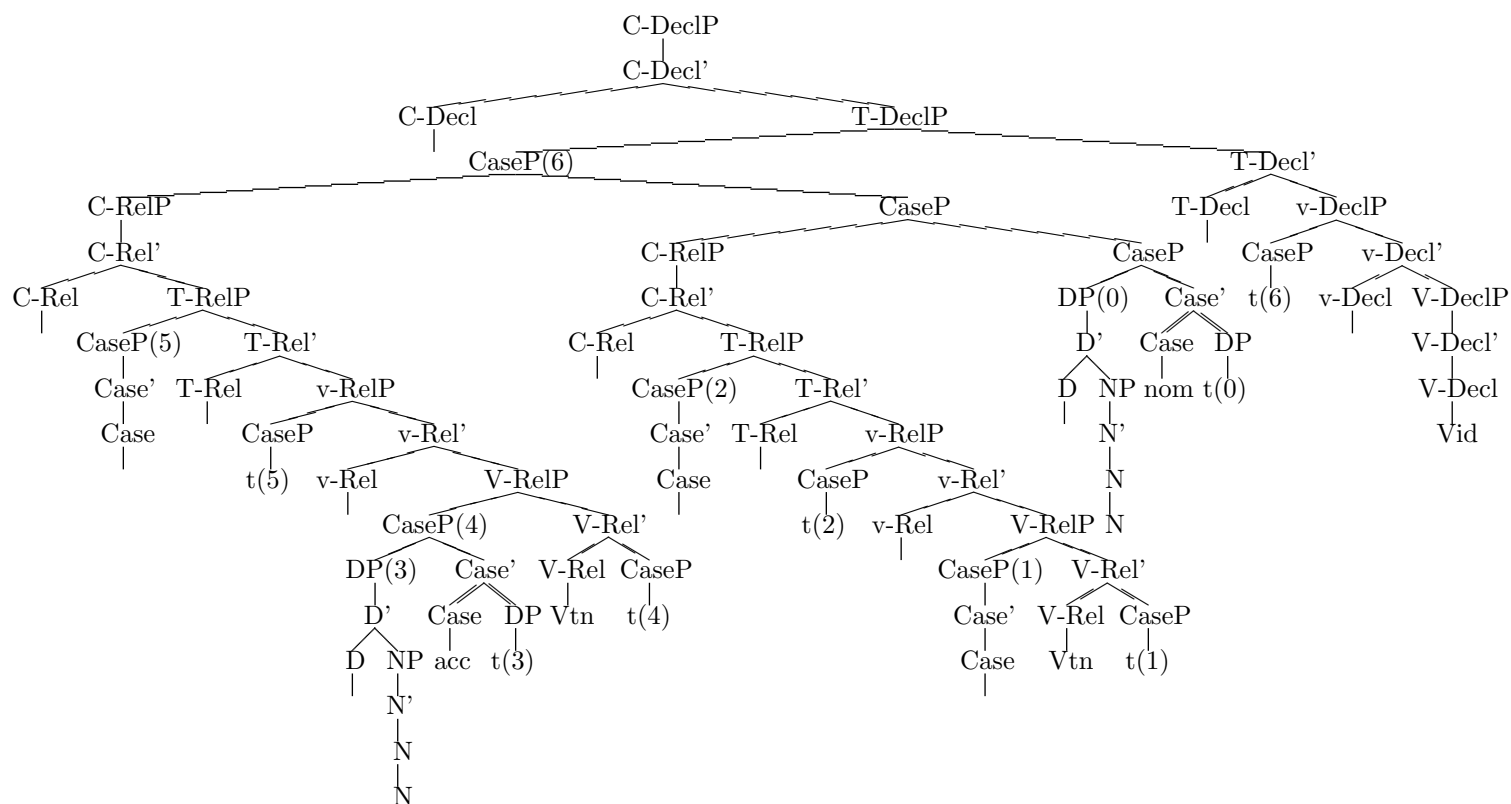 C-DeclP
C-Decl'
C-Decl T-DeclP
CaseP(6) T-Decl'
C-RelP CaseP T-Decl v-DeclP
C-Rel' C-RelP CaseP CaseP v-Decl'
C-Rel T-RelP C-Rel' DP(0) Case' t(6) v-Decl V-DeclP
CaseP(5) T-Rel' C-Rel T-RelP D' Case DP V-Decl'
Case' T-Rel v-RelP CaseP(2) T-Rel' D NP nom t(0) V-Decl
Case CaseP v-Rel' Case' T-Rel v-RelP N' Vid
t(5) v-Rel V-RelP Case CaseP v-Rel' N
CaseP(4) V-Rel' t(2) v-Rel V-RelP N
DP(3) Case' V-Rel CaseP CaseP(1) V-Rel'
D' Case DP Vtn t(4) Case' V-Rel CaseP
D NP acc t(3) Case Vtn t(1)
N'
N
N